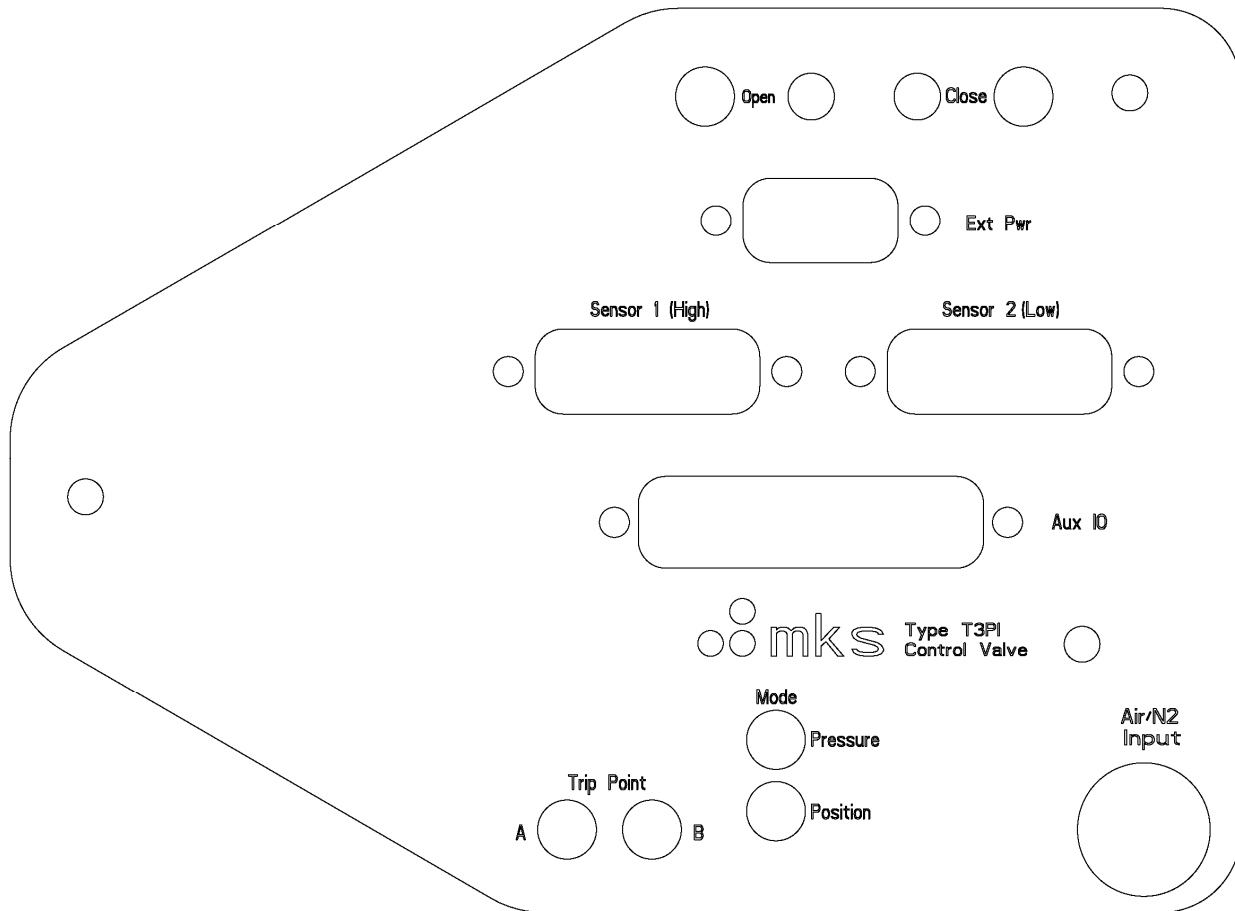 Open
Close
Ext Pwr
Sensor 1 (High)
Sensor 2 (Low)
Aux IO
mks
Type T3PI
Control Valve
Mode
Pressure
Air/N2
Input
Trip Point
Position
A
B